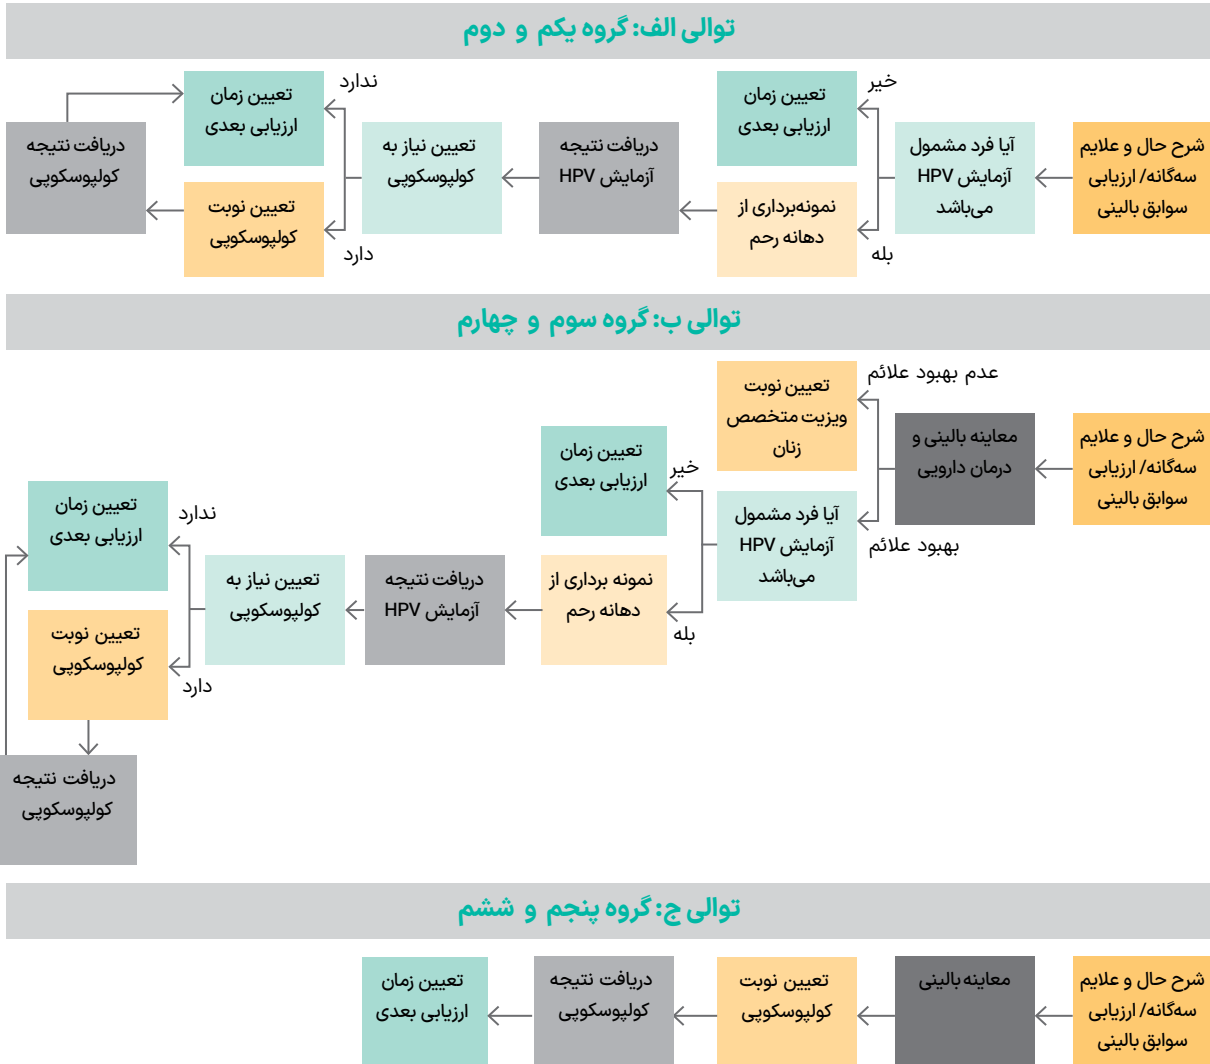 توالی الف: گروه یکم و دوم
شرح حال و علایم
سه‌گانه/ ارزیابی
سوابق بالینی
آیا فرد مشمول
آزمایش HPV
می‌باشد
خیر
تعیین زمان
ارزیابی بعدی
بله
نمونه‌برداری از
دهانه رحم
دریافت نتیجه
آزمایش HPV
تعیین نیاز به
کولپوسکوپی
ندارد
تعیین زمان
ارزیابی بعدی
دارد
تعیین نوبت
کولپوسکوپی
دریافت نتیجه
کولپوسکوپی
توالی ب: گروه سوم و چهارم
شرح حال و علایم
سه‌گانه/ ارزیابی
سوابق بالینی
معاینه بالینی و
درمان دارویی
عدم بهبود علائم
تعیین نوبت
ویزیت متخصص
زنان
بهبود علائم
آیا فرد مشمول
آزمایش HPV
می‌باشد
خیر
تعیین زمان
ارزیابی بعدی
بله
نمونه برداری از
دهانه رحم
دریافت نتیجه
آزمایش HPV
تعیین نیاز به
کولپوسکوپی
ندارد
تعیین زمان
ارزیابی بعدی
دارد
تعیین نوبت
کولپوسکوپی
دریافت نتیجه
کولپوسکوپی
توالی ج: گروه پنجم و ششم
شرح حال و علایم
سه‌گانه/ ارزیابی
سوابق بالینی
معاینه بالینی
تعیین نوبت
کولپوسکوپی
دریافت نتیجه
کولپوسکوپی
تعیین زمان
ارزیابی بعدی